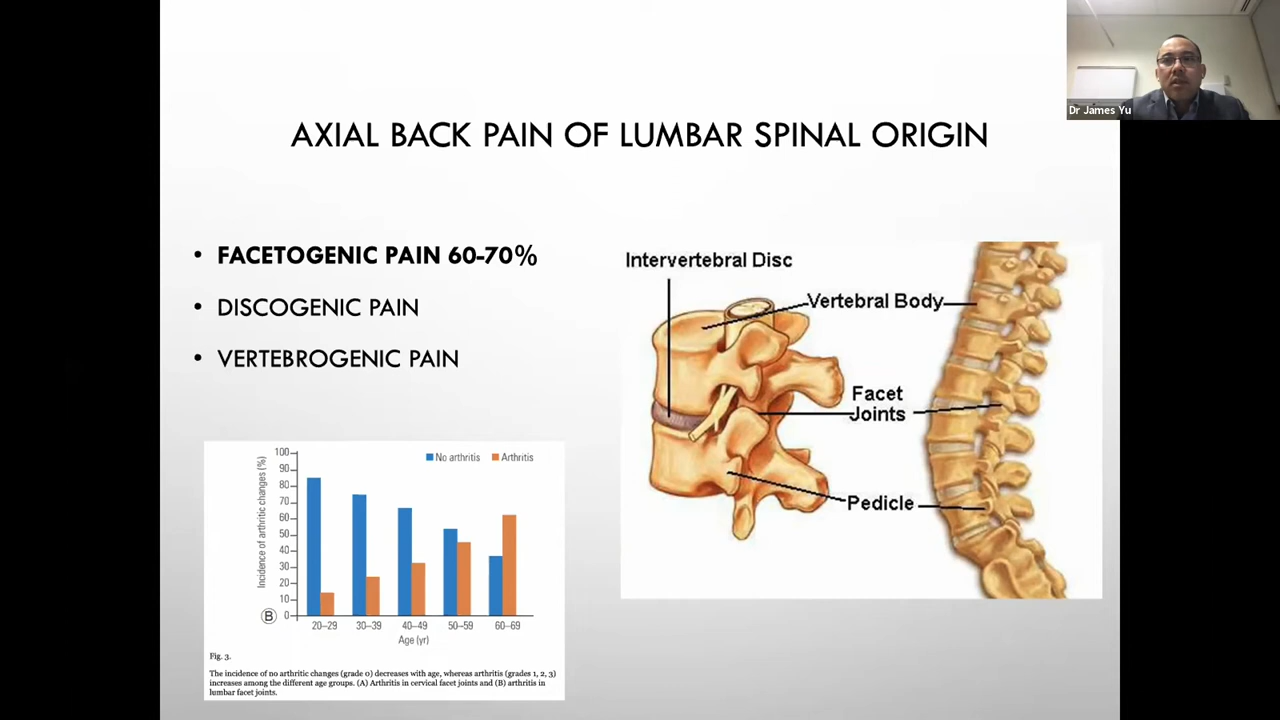 Dr James Yu
AXIAL BACK PAIN OF LUMBAR SPINAL ORIGIN
• FACETOGENIC PAIN 60-70%
• DISCOGENIC PAIN
• VERTEBROGENIC PAIN
Intervertebral Disc
Vertebral Body
Facet
Joints
Pedicle
No arthritis
Arthritis
Incidence of arthritic changes (%)
100
90
80
70
60
50
40
30
20
10
0
B
20–29 30–39 40–49 50–59 60–69
Age (yr)
Fig. 3.
The incidence of no arthritic changes (grade 0) decreases with age, whereas arthritis (grades 1, 2, 3)
increases among the different age groups. (A) Arthritis in cervical facet joints and (B) arthritis in
lumbar facet joints.